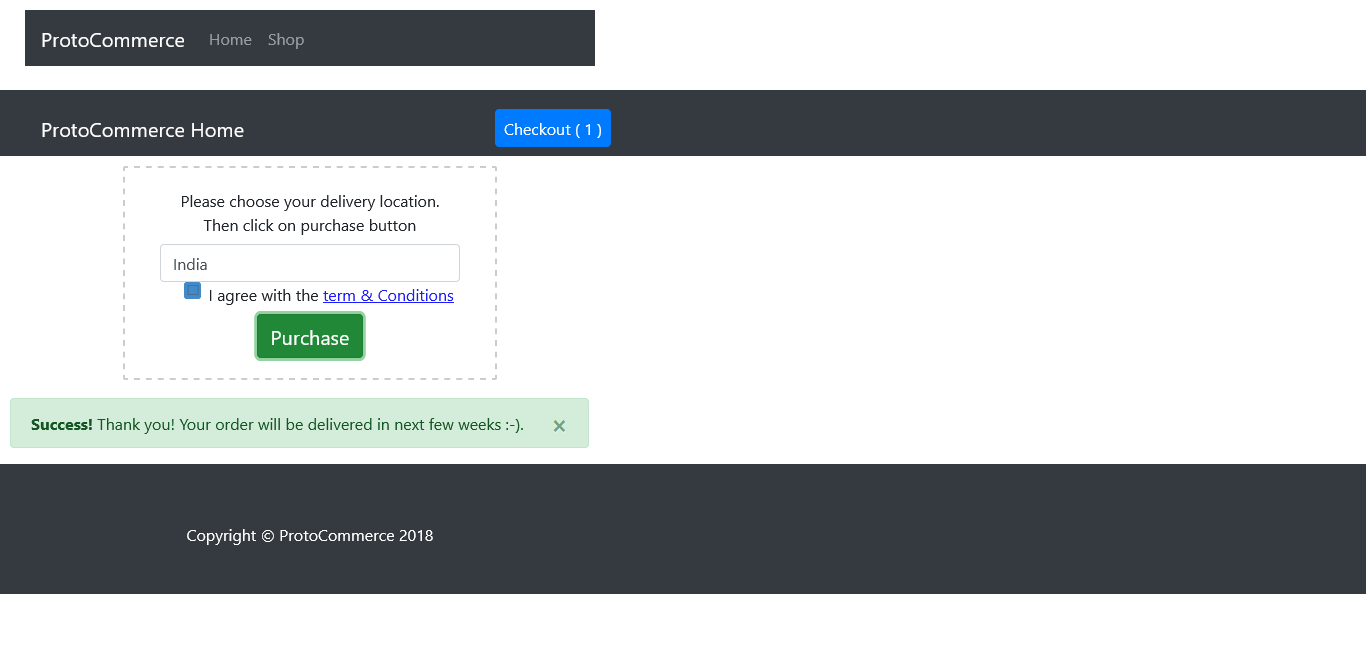 ProtoCommerce Home Shop
ProtoCommerce Home Checkout ( 1 )
Please choose your delivery location.
Then click on purchase button
India
I agree with the term & Conditions
Purchase
Success! Thank you! Your order will be delivered in next few weeks :-). ×
Copyright © ProtoCommerce 2018